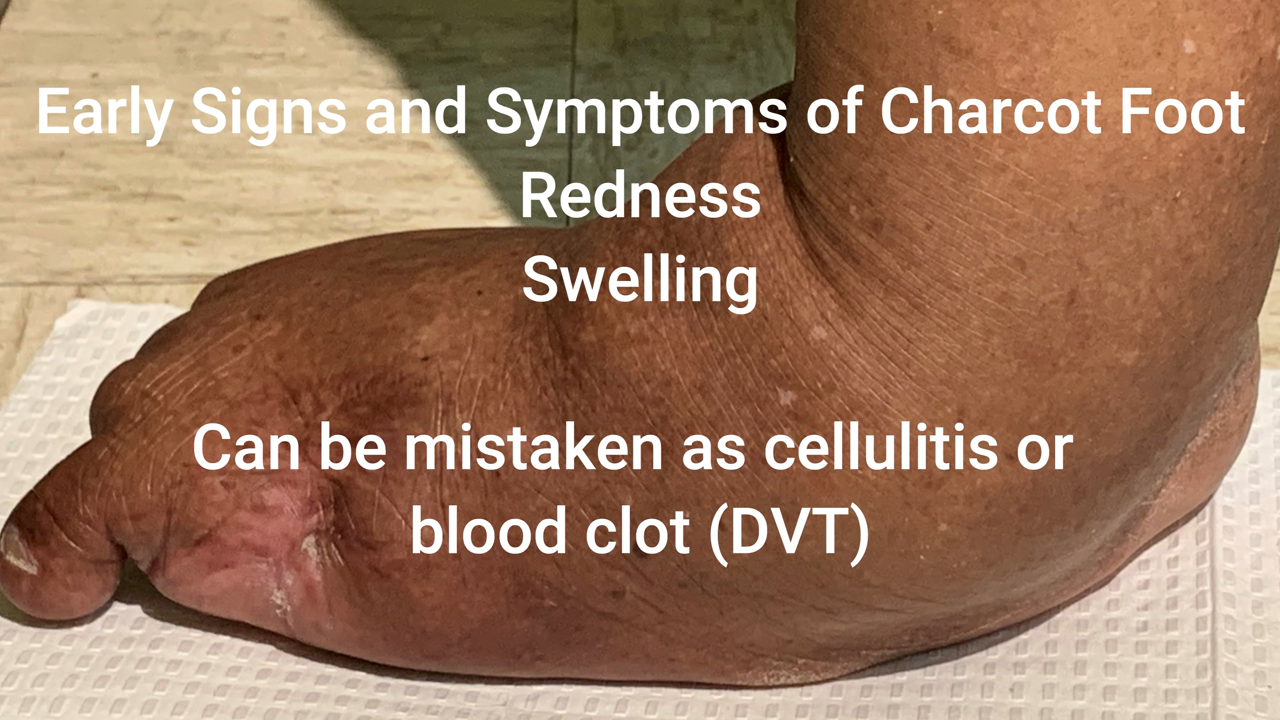 Early Signs and Symptoms of Charcot Foot
Redness
Swelling
Can be mistaken as cellulitis or
blood clot (DVT)